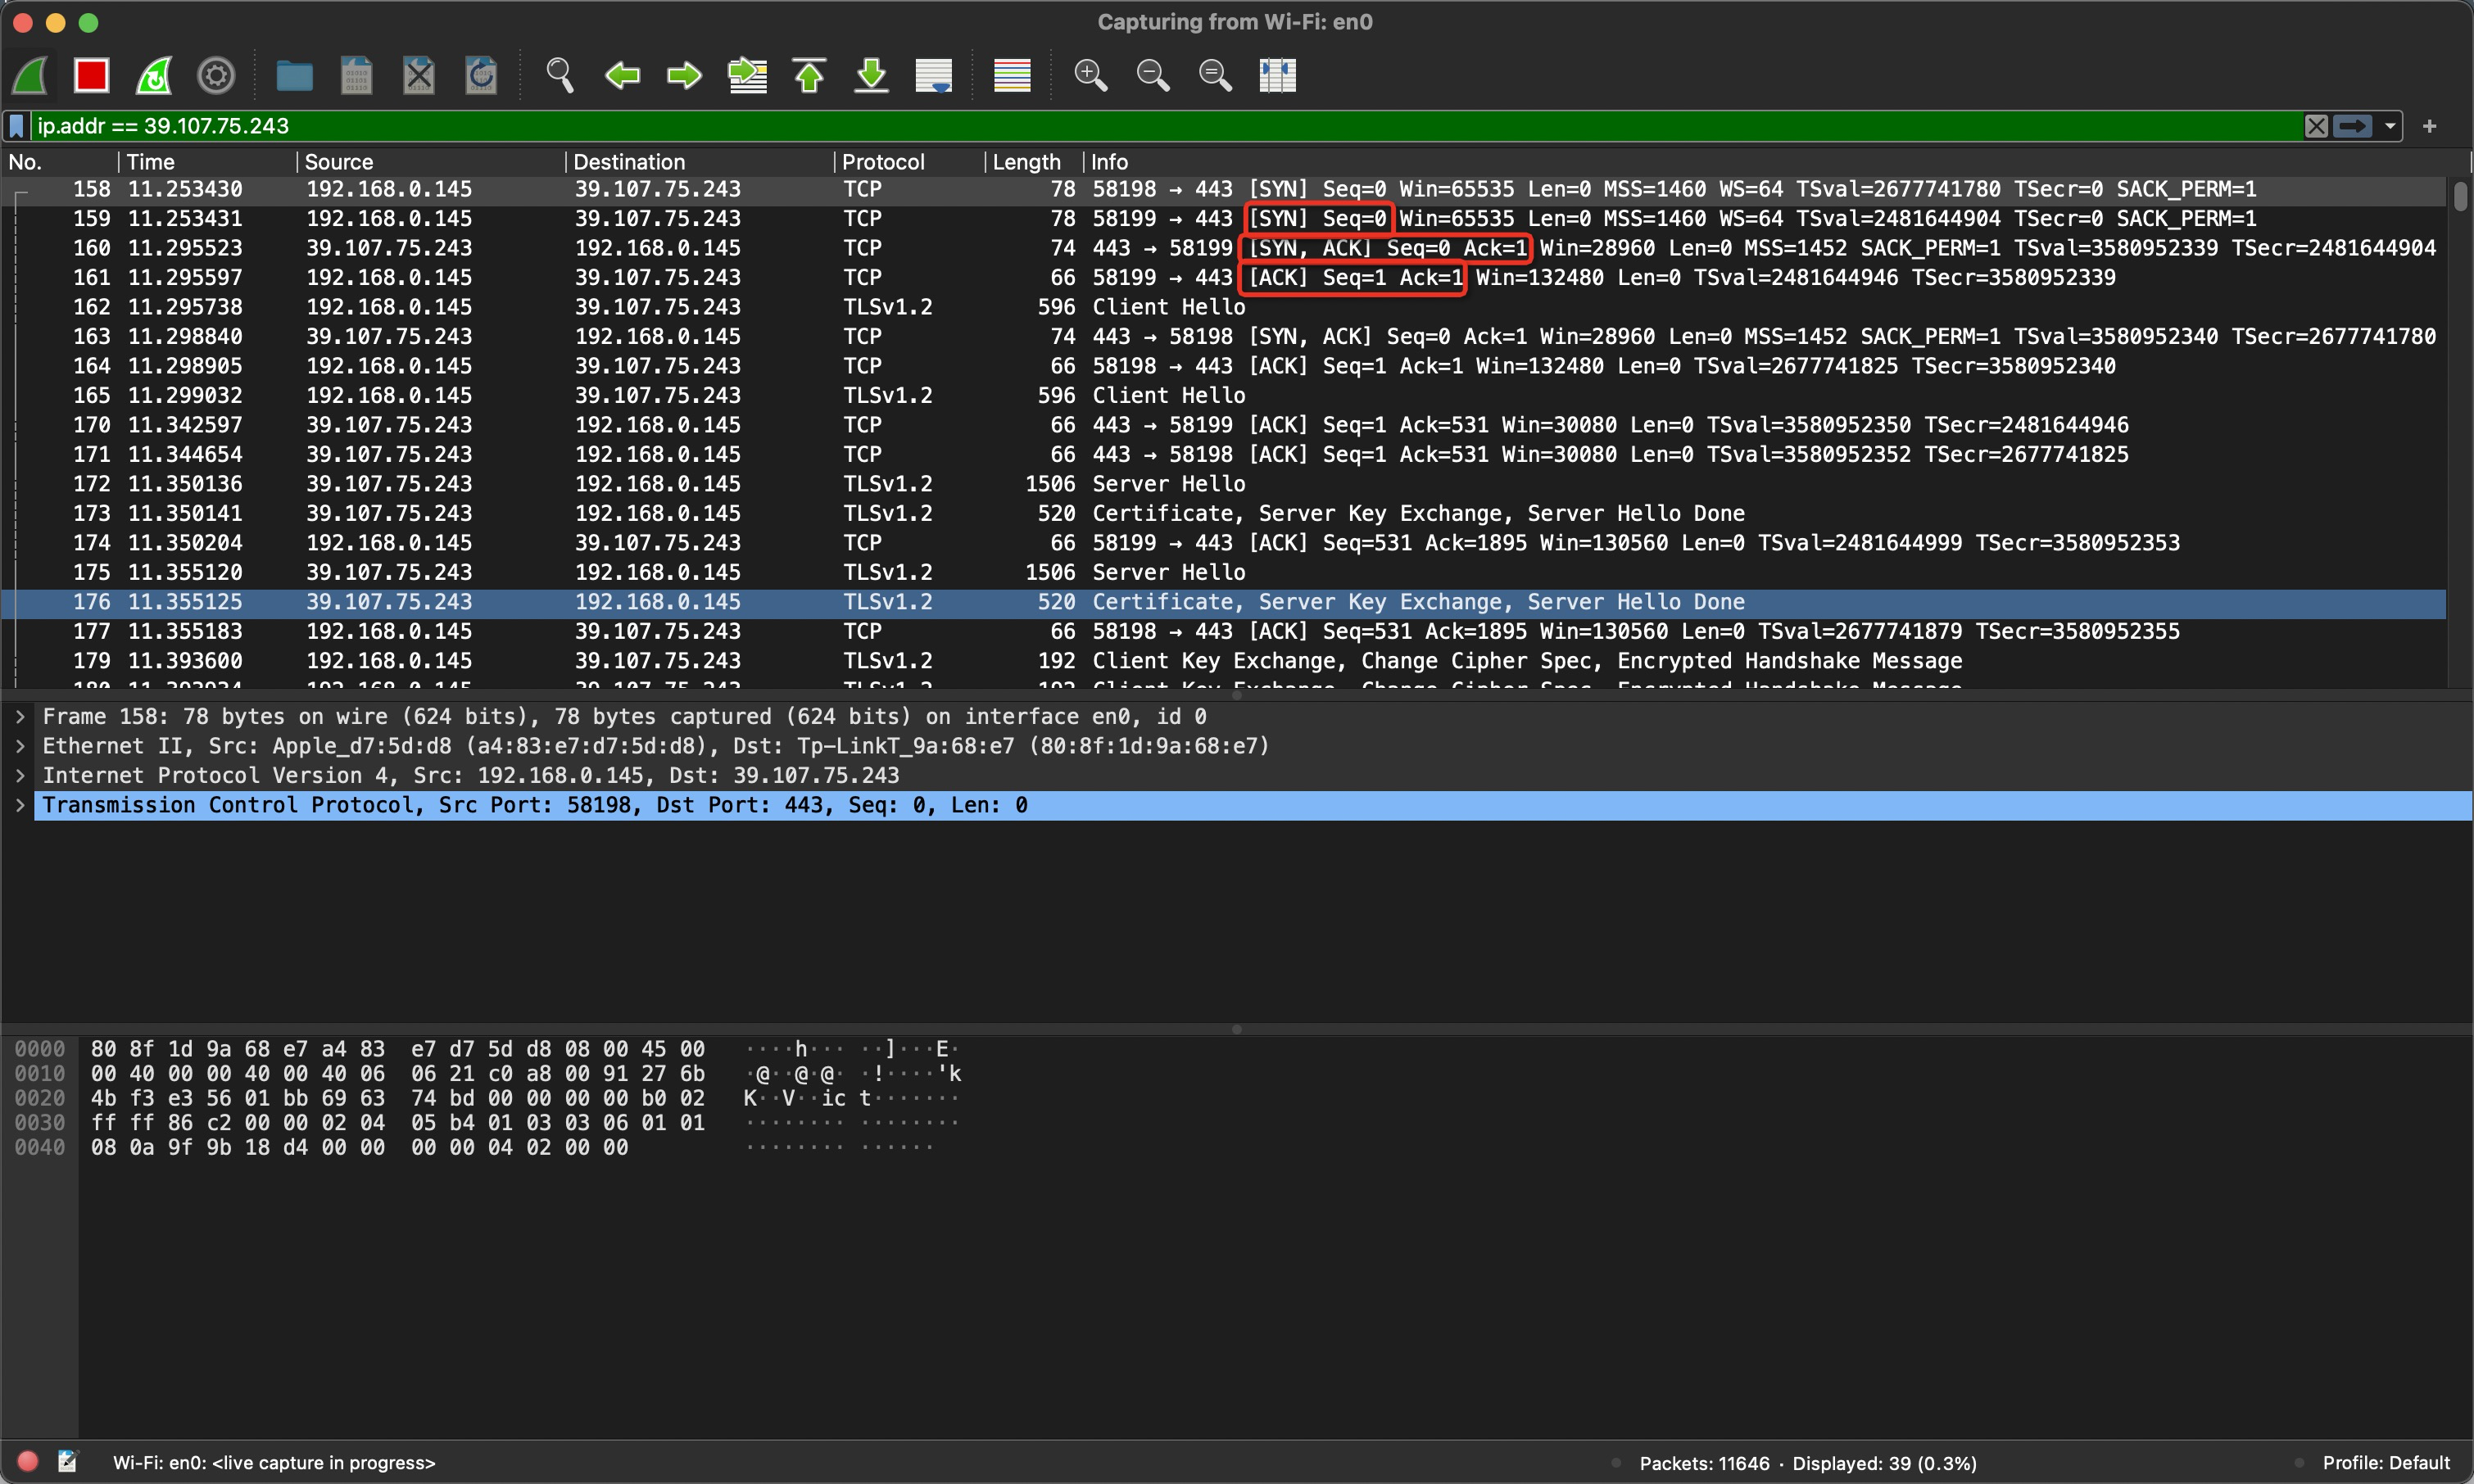 Capturing from Wi-Fi: en0
ip.addr == 39.107.75.243
No. Time Source Destination Protocol Length Info
158 11.253430 192.168.0.145 39.107.75.243 TCP 78 58198 → 443 [SYN] Seq=0 Win=65535 Len=0 MSS=1460 WS=64 TSval=2677741780 TSecr=0 SACK_PERM=1
159 11.253431 192.168.0.145 39.107.75.243 TCP 78 58199 → 443 [SYN] Seq=0 Win=65535 Len=0 MSS=1460 WS=64 TSval=2481644904 TSecr=0 SACK_PERM=1
160 11.295523 39.107.75.243 192.168.0.145 TCP 74 443 → 58199 [SYN, ACK] Seq=0 Ack=1 Win=28960 Len=0 MSS=1452 SACK_PERM=1 TSval=3580952339 TSecr=2481644904
161 11.295597 192.168.0.145 39.107.75.243 TCP 66 58199 → 443 [ACK] Seq=1 Ack=1 Win=132480 Len=0 TSval=2481644946 TSecr=3580952339
162 11.295738 192.168.0.145 39.107.75.243 TLSv1.2 596 Client Hello
163 11.298840 39.107.75.243 192.168.0.145 TCP 74 443 → 58198 [SYN, ACK] Seq=0 Ack=1 Win=28960 Len=0 MSS=1452 SACK_PERM=1 TSval=3580952340 TSecr=2677741780
164 11.298905 192.168.0.145 39.107.75.243 TCP 66 58198 → 443 [ACK] Seq=1 Ack=1 Win=132480 Len=0 TSval=2677741825 TSecr=3580952340
165 11.299032 192.168.0.145 39.107.75.243 TLSv1.2 596 Client Hello
170 11.342597 39.107.75.243 192.168.0.145 TCP 66 443 → 58199 [ACK] Seq=1 Ack=531 Win=30080 Len=0 TSval=3580952350 TSecr=2481644946
171 11.344654 39.107.75.243 192.168.0.145 TCP 66 443 → 58198 [ACK] Seq=1 Ack=531 Win=30080 Len=0 TSval=3580952352 TSecr=2677741825
172 11.350136 39.107.75.243 192.168.0.145 TLSv1.2 1506 Server Hello
173 11.350141 39.107.75.243 192.168.0.145 TLSv1.2 520 Certificate, Server Key Exchange, Server Hello Done
174 11.350204 192.168.0.145 39.107.75.243 TCP 66 58199 → 443 [ACK] Seq=531 Ack=1895 Win=130560 Len=0 TSval=2481644999 TSecr=3580952353
175 11.355120 39.107.75.243 192.168.0.145 TLSv1.2 1506 Server Hello
176 11.355125 39.107.75.243 192.168.0.145 TLSv1.2 520 Certificate, Server Key Exchange, Server Hello Done
177 11.355183 192.168.0.145 39.107.75.243 TCP 66 58198 → 443 [ACK] Seq=531 Ack=1895 Win=130560 Len=0 TSval=2677741879 TSecr=3580952355
179 11.393600 192.168.0.145 39.107.75.243 TLSv1.2 192 Client Key Exchange, Change Cipher Spec, Encrypted Handshake Message
180 11.393934 192.168.0.145 39.107.75.243 TLSv1.2 192 Client Key Exchange, Change Cipher Spec, Encrypted Handshake Message
Frame 158: 78 bytes on wire (624 bits), 78 bytes captured (624 bits) on interface en0, id 0
Ethernet II, Src: Apple_d7:5d:d8 (a4:83:e7:d7:5d:d8), Dst: Tp-LinkT_9a:68:e7 (80:8f:1d:9a:68:e7)
Internet Protocol Version 4, Src: 192.168.0.145, Dst: 39.107.75.243
Transmission Control Protocol, Src Port: 58198, Dst Port: 443, Seq: 0, Len: 0
0000 80 8f 1d 9a 68 e7 a4 83 e7 d7 5d d8 08 00 45 00 ····h··· ··]···E·
0010 00 40 00 00 40 00 40 06 06 21 c0 a8 00 91 27 6b ·@··@·@· ·!····'k
0020 4b f3 e3 56 01 bb 69 63 74 bd 00 00 00 00 b0 02 K··V··ic t·······
0030 ff ff 86 c2 00 00 02 04 05 b4 01 03 03 06 01 01 ········ ········
0040 08 0a 9f 9b 18 d4 00 00 00 00 04 02 00 00 ········ ······
Wi-Fi: en0: <live capture in progress> Packets: 11646 · Displayed: 39 (0.3%) Profile: Default